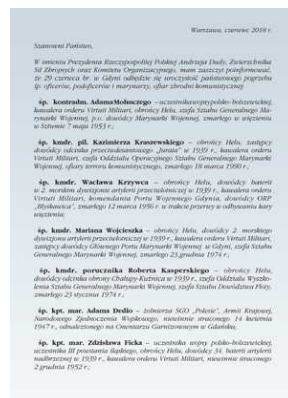 Warszawa, czerwiec 2018 r.
Szanowni Państwo,
W imieniu Prezydenta Rzeczypospolitej Polskiej Andrzeja Dudy, Zwierzchnika
Sił Zbrojnych oraz Komitetu Organizacyjnego, mam zaszczyt poinformować,
że 29 czerwca br. w Gdyni odbędzie się uroczystość państwowego pogrzebu
śp. oficerów, podoficerów i marynarzy, ofiar zbrodni komunistycznej
śp. kontradm. Adama Mohuczego – uczestnika wojny polsko-bolszewickiej,
kawalera orderu Virtuti Militari, obrońcy Helu, szefa Sztabu Generalnego Ma-
rynarki Wojennej, p.o. dowódcy Marynarki Wojennej, zmarłego w więzieniu
w Sztumie 7 maja 1953 r.;
śp. kmdr. pil. Kazimierza Kraszewskiego – obrońcy Helu, zastępcy
dowódcy odcinka przeciwdesantowego „Jurata” w 1939 r., kawalera orderu
Virtuti Militari, szefa Oddziału Operacyjnego Sztabu Głównego Marynarki
Wojennej, ofiary terroru komunistycznego, zmarłego 18 marca 1990 r.;
śp. kmdr. Wacława Krzywca – obrońcy Helu, dowódcy baterii
w 2. morskim dywizjonie artylerii przeciwlotniczej w 1939 r., kawalera orderu
Virtuti Militari, komendanta Portu Wojennego Gdynia, dowódcy ORP
„Błyskawica”, zmarłego 12 marca 1956 r. w trakcie przerwy w odbywaniu kary
więzienia;
śp. kmdr. Mariana Wojcieszka – obrońcy Helu, dowódcy 2. morskiego
dywizjonu artylerii przeciwlotniczej w 1939 r., kawalera orderu Virtuti Militari,
zastępcy dowódcy Głównego Portu Marynarki Wojennej w Gdyni, szefa Sztabu
Generalnego Marynarki Wojennej, zmarłego 23 grudnia 1974 r.;
śp. kmdr. porucznika Roberta Kasperskiego – obrońcy Helu,
dowódcy odcinka obrony Chałupy-Kuźnica w 1939 r., szefa Oddziału Wyszko-
lenia Sztabu Generalnego Marynarki Wojennej, szefa Sztabu Dowództwa Floty,
zmarłego 23 stycznia 1974 r.;
śp. kpt. mar. Adama Dedio – żołnierza SGO „Polesie”, Armii Krajowej,
Narodowego Zjednoczenia Wojskowego, niewinnie straconego 14 kwietnia
1947 r., odnalezionego na Cmentarzu Garnizonowym w Gdańsku;
śp. kpt. mar. Zdzisława Ficka – uczestnika wojny polsko-bolszewickiej,
uczestnika III powstania śląskiego, obrońcy Helu, dowódcy 34. baterii artylerii
nadbrzeżnej w 1939 r., kawalera orderu Virtuti Militari, niewinnie straconego
2 grudnia 1952 r.;